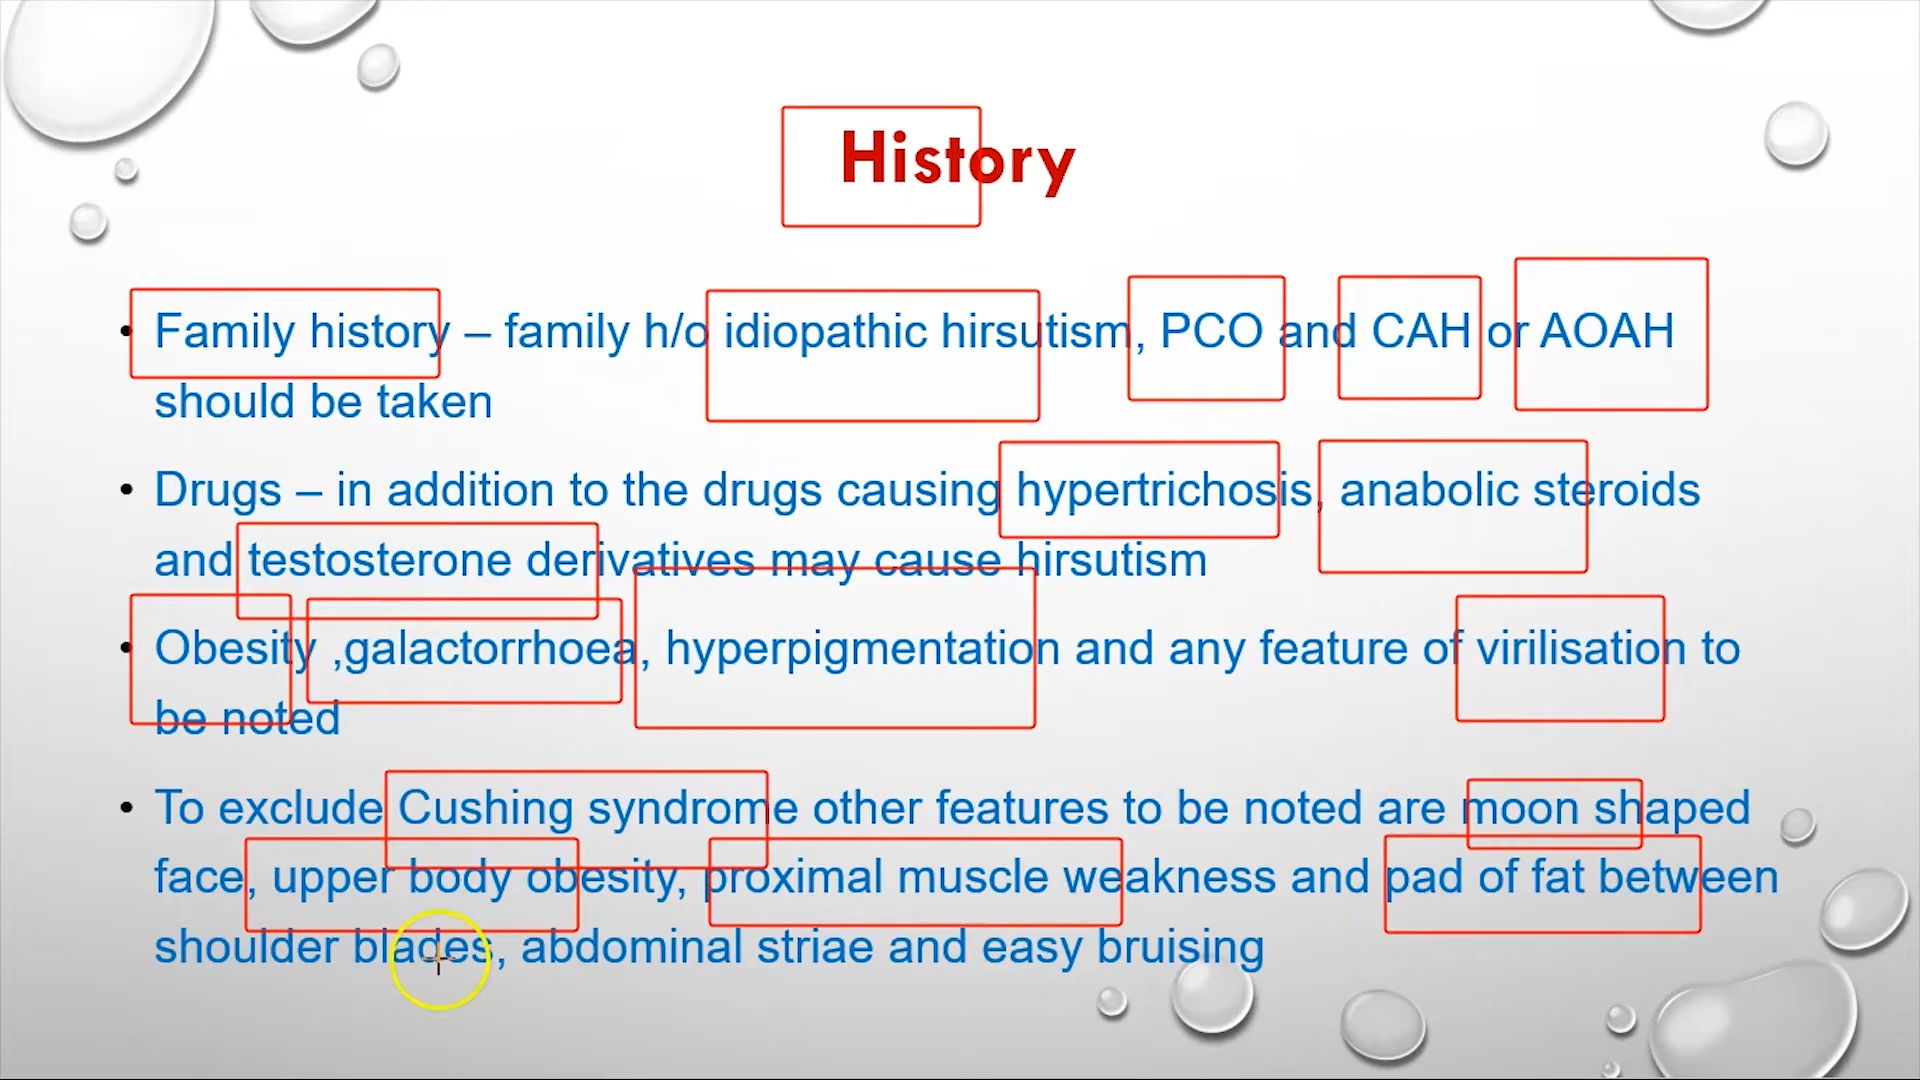 History
• Family history – family h/o idiopathic hirsutism, PCO and CAH or AOAH
should be taken
• Drugs – in addition to the drugs causing hypertrichosis, anabolic steroids
and testosterone derivatives may cause hirsutism
• Obesity ,galactorrhoea, hyperpigmentation and any feature of virilisation to
be noted
• To exclude Cushing syndrome other features to be noted are moon shaped
face, upper body obesity, proximal muscle weakness and pad of fat between
shoulder blades, abdominal striae and easy bruising